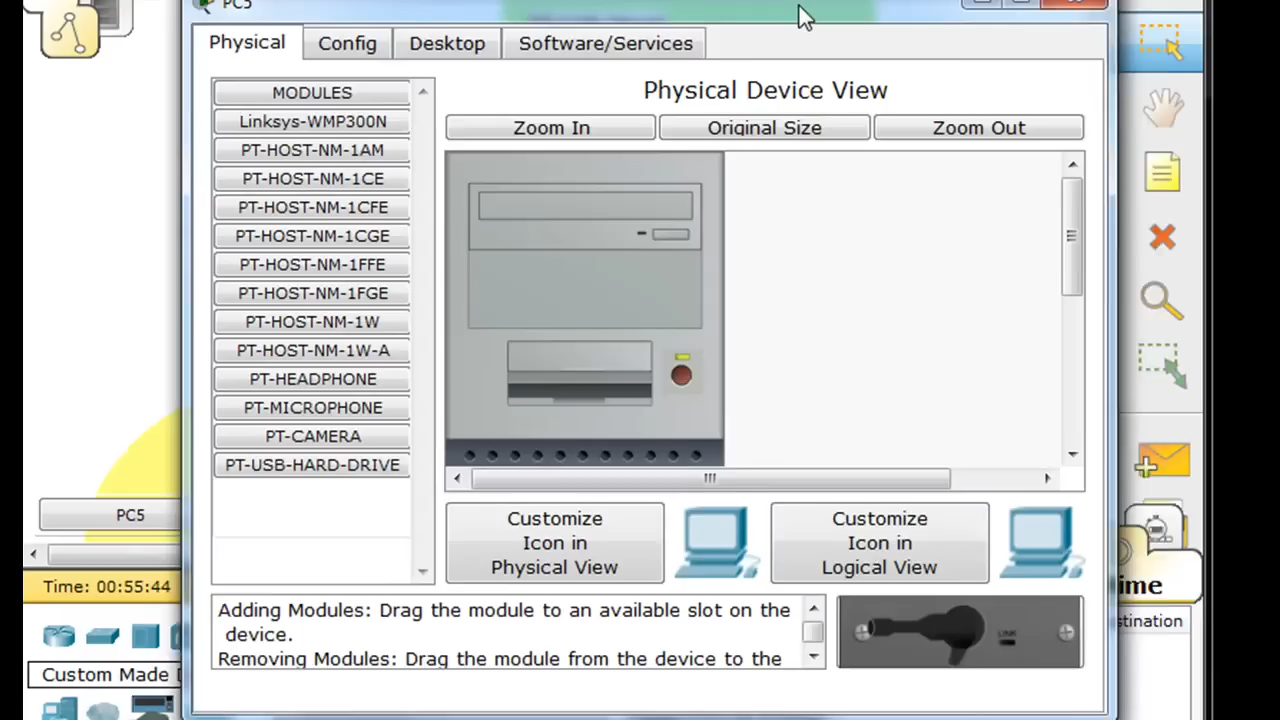 PC5
Physical
Config
Desktop
Software/Services
MODULES
Linksys-WMP300N
PT-HOST-NM-1AM
PT-HOST-NM-1CE
PT-HOST-NM-1CFE
PT-HOST-NM-1CGE
PT-HOST-NM-1FFE
PT-HOST-NM-1FGE
PT-HOST-NM-1W
PT-HOST-NM-1W-A
PT-HEADPHONE
PT-MICROPHONE
PT-CAMERA
PT-USB-HARD-DRIVE
Physical Device View
Zoom In
Original Size
Zoom Out
Customize
Icon in
Physical View
Customize
Icon in
Logical View
Adding Modules: Drag the module to an available slot on the
device.
Removing Modules: Drag the module from the device to the
LINK
PC5
Time: 00:55:44
Custom Made D
ime
stination